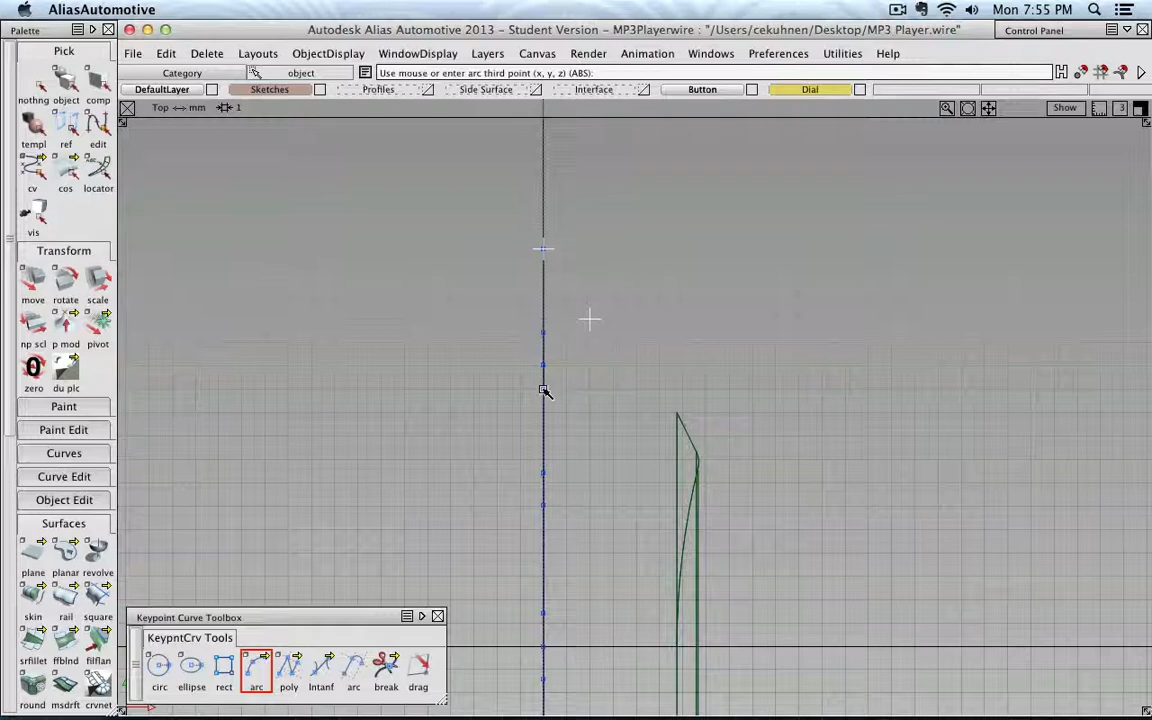 AliasAutomotive
Mon 7:55 PM
Palette
Autodesk Alias Automotive 2013 - Student Version – MP3Playerwire : "/Users/cekuhnen/Desktop/MP3 Player.wire"
Control Panel
File Edit Delete Layouts ObjectDisplay WindowDisplay Layers Canvas Render Animation Windows Preferences Utilities Help
Category object Use mouse or enter arc third point (x, y, z) (ABS):
DefaultLayer Sketches Profiles Side Surface Interface Button Dial
Top mm 1
Show 3
Pick
nothng object comp
templ ref edit
cv cos locator
vis
Transform
move rotate scale
np scl p mod pivot
zero du plc
Paint
Paint Edit
Curves
Curve Edit
Object Edit
Surfaces
plane planar revolve
skin rail square
srfillet ffblnd filflan
round msdrft crvnet
Keypoint Curve Toolbox
KeypntCrv Tools
circ ellipse rect arc poly lntanf arc break drag